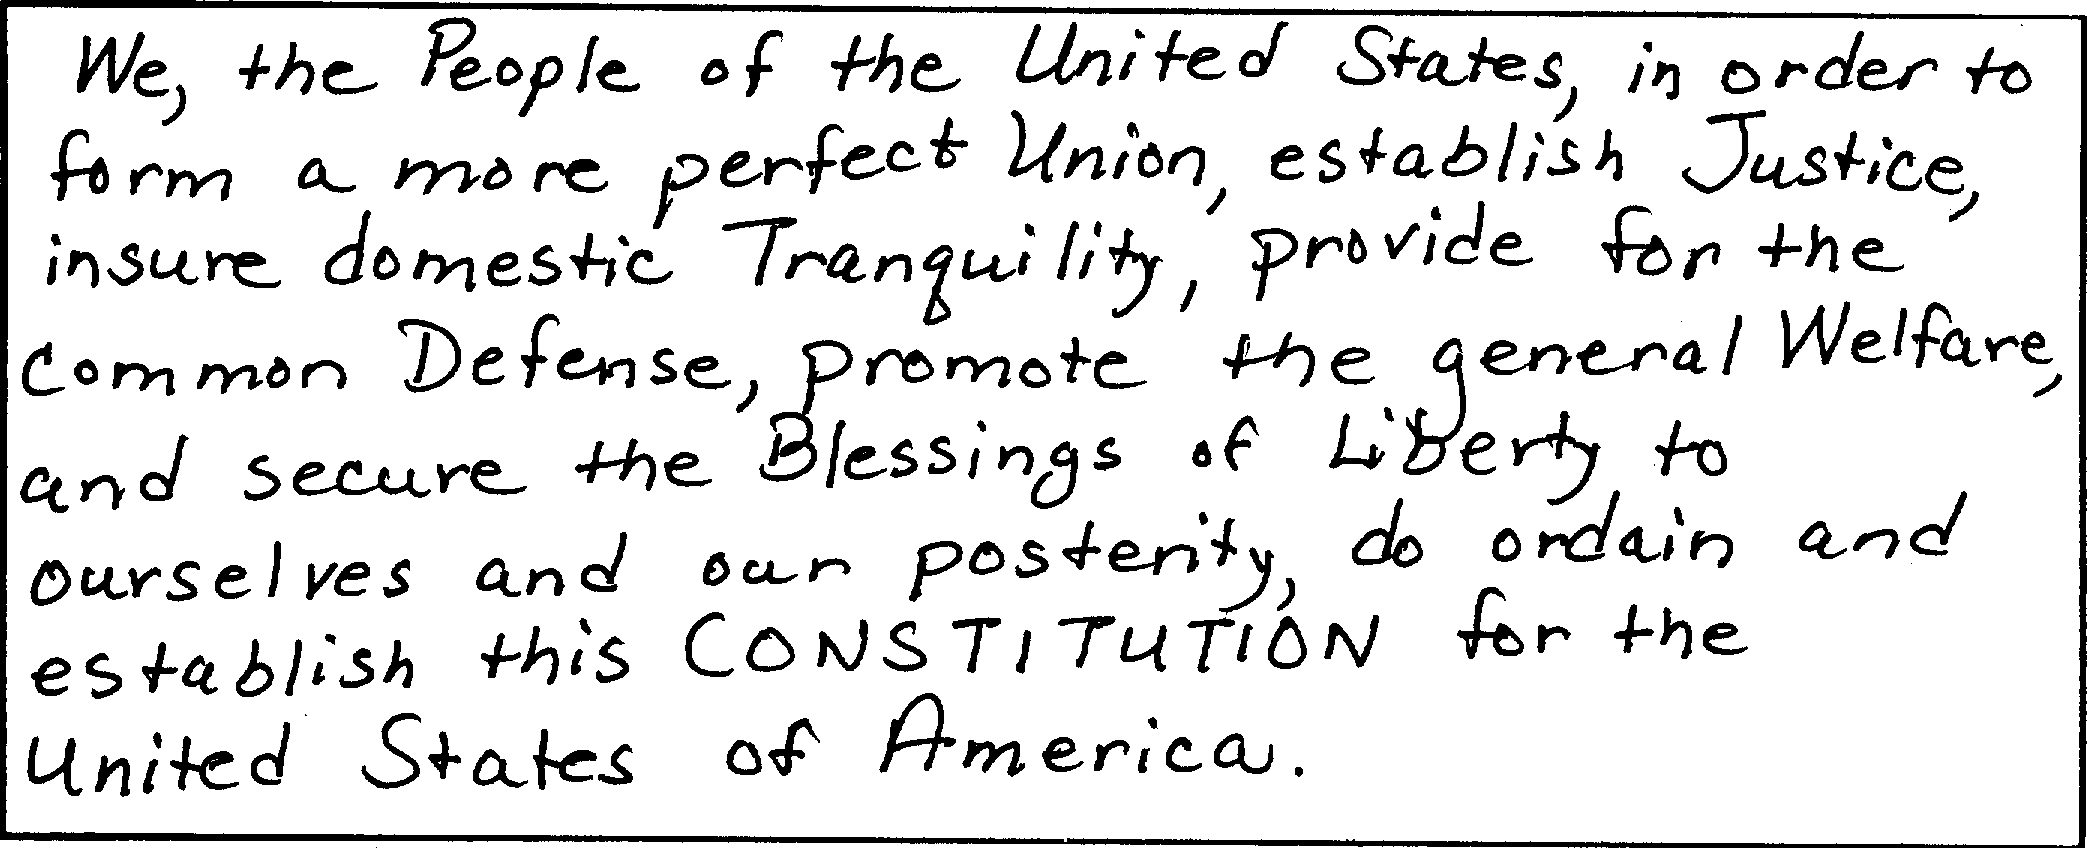 We, the People of the United States, in order to
form a more perfect Union, establish Justice,
insure domestic Tranquility, provide for the
common Defense, promote the general Welfare,
and secure the Blessings of Liberty to
ourselves and our posterity, do ordain and
establish this CONSTITUTION for the
United States of America.